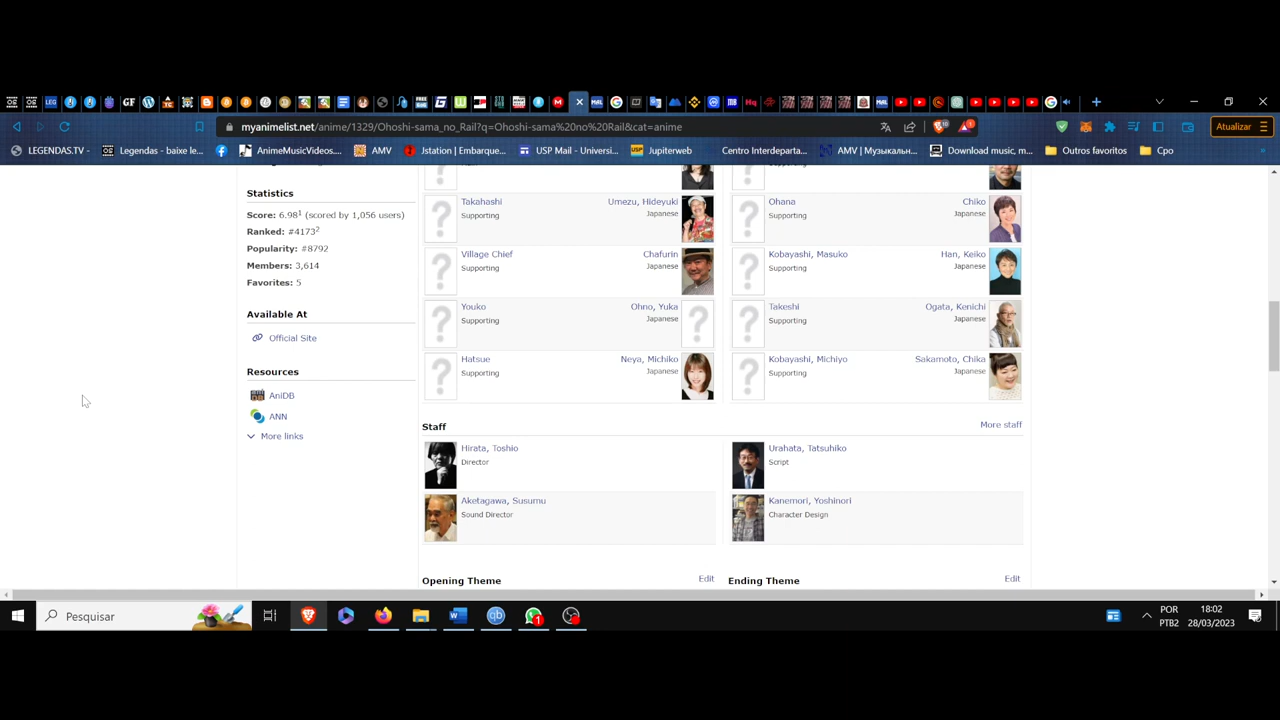 myanimelist.net/anime/1329/Ohoshi-sama_no_Rail?q=Ohoshi-sama%20no%20Rail&cat=anime
Atualizar
LEGENDAS.TV -
Legendas - baixe le...
AnimeMusicVideos....
AMV
Jstation | Embarque...
USP Mail - Universi...
Jupiterweb
Centro Interdeparta...
AMV | Музыкальн...
Download music, m...
Outros favoritos
Cpo
Statistics
Score: 6.98¹ (scored by 1,056 users)
Ranked: #4173²
Popularity: #8792
Members: 3,614
Favorites: 5
Available At
Official Site
Resources
AniDB
ANN
More links
Takahashi
Supporting
Umezu, Hideyuki
Japanese
Ohana
Supporting
Chiko
Japanese
Village Chief
Supporting
Chafurin
Japanese
Kobayashi, Masuko
Supporting
Han, Keiko
Japanese
Youko
Supporting
Ohno, Yuka
Japanese
Takeshi
Supporting
Ogata, Kenichi
Japanese
Hatsue
Supporting
Neya, Michiko
Japanese
Kobayashi, Michiyo
Supporting
Sakamoto, Chika
Japanese
Staff
More staff
Hirata, Toshio
Director
Urahata, Tatsuhiko
Script
Aketagawa, Susumu
Sound Director
Kanemori, Yoshinori
Character Design
Opening Theme
Edit
Ending Theme
Edit
Pesquisar
POR
PTB2
18:02
28/03/2023